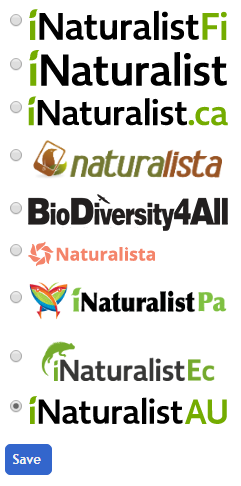 iNaturalistFi
iNaturalist
iNaturalist.ca
naturalista
BioDiversity4All
Naturalista
iNaturalistPa
iNaturalistEc
iNaturalistAU
Save